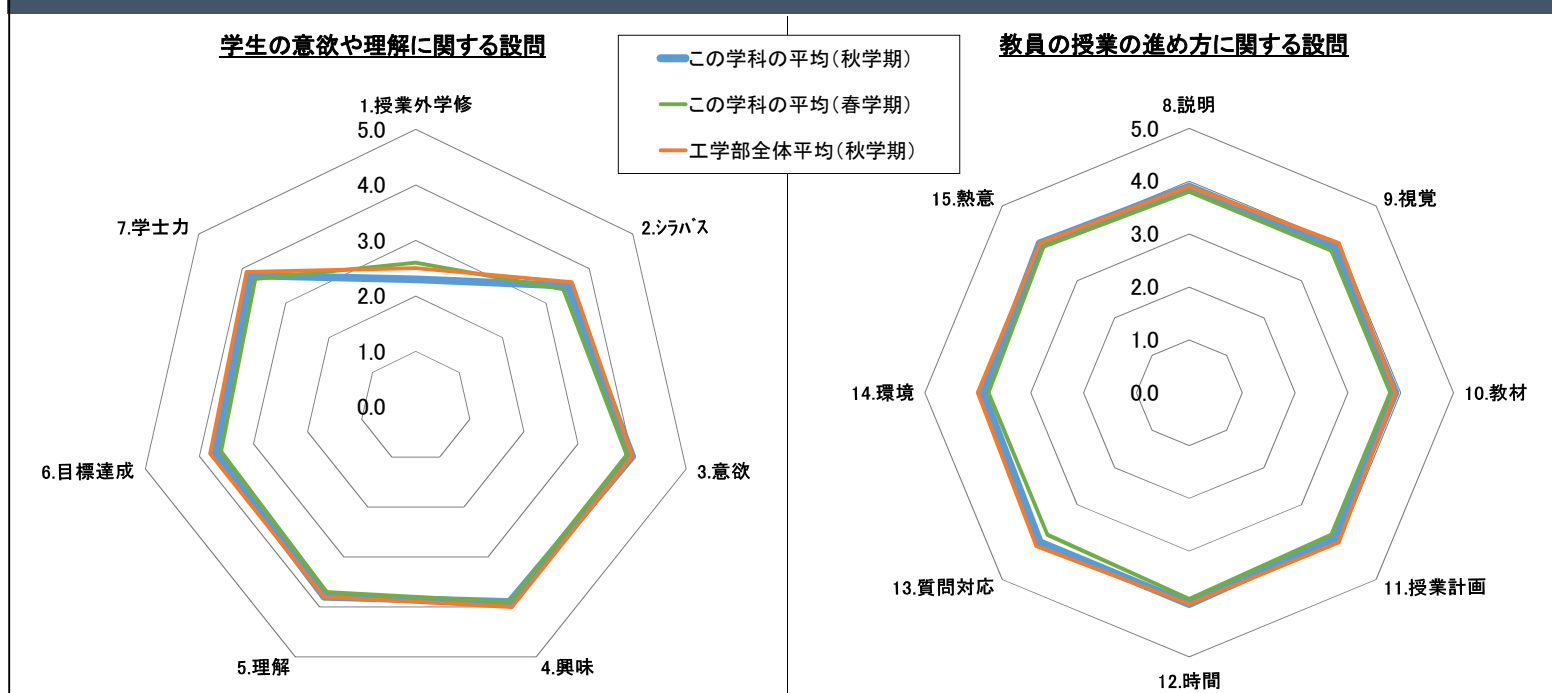 学生の意欲や理解に関する設問
この学科の平均(秋学期)
この学科の平均(春学期)
工学部全体平均(秋学期)
教員の授業の進め方に関する設問
1.授業外学修
5.0
4.0
3.0
2.0
1.0
0.0
2.ｼﾗﾊﾞｽ
3.意欲
4.興味
5.理解
6.目標達成
7.学士力
8.説明
5.0
4.0
3.0
2.0
1.0
0.0
9.視覚
10.教材
11.授業計画
12.時間
13.質問対応
14.環境
15.熱意